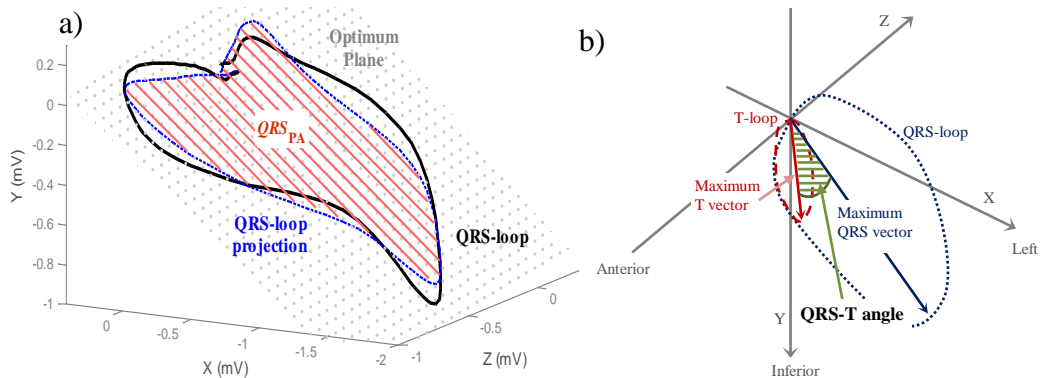 a)
Optimum
Plane
0.2
0
-0.2
-0.4
-0.6
-0.8
-1
Y (mV)
QRSPA
QRS-loop
projection
QRS-loop
0
-0.5
-1
-1.5
-2
X (mV)
-1
-0.5
0
Z (mV)
b)
Z
T-loop
QRS-loop
Maximum
T vector
X
Maximum
QRS vector
Left
Anterior
QRS-T angle
Y
Inferior